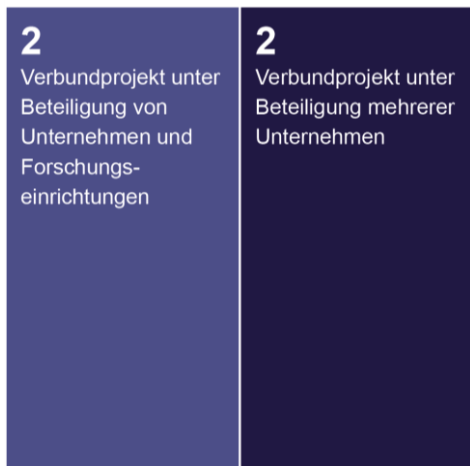 2
Verbundprojekt unter
Beteiligung von
Unternehmen und
Forschungs-
einrichtungen
2
Verbundprojekt unter
Beteiligung mehrerer
Unternehmen